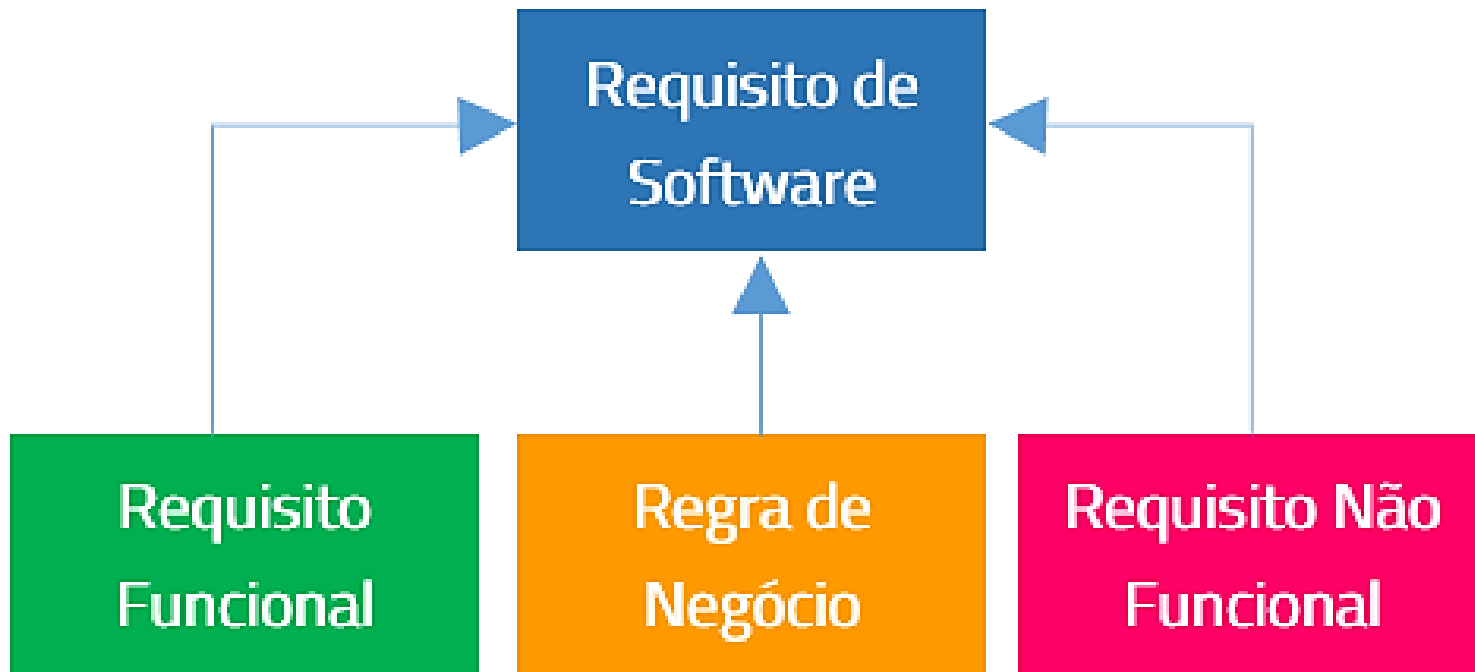 Requisito de
Software
Requisito
Funcional
Regra de
Negócio
Requisito Não
Funcional